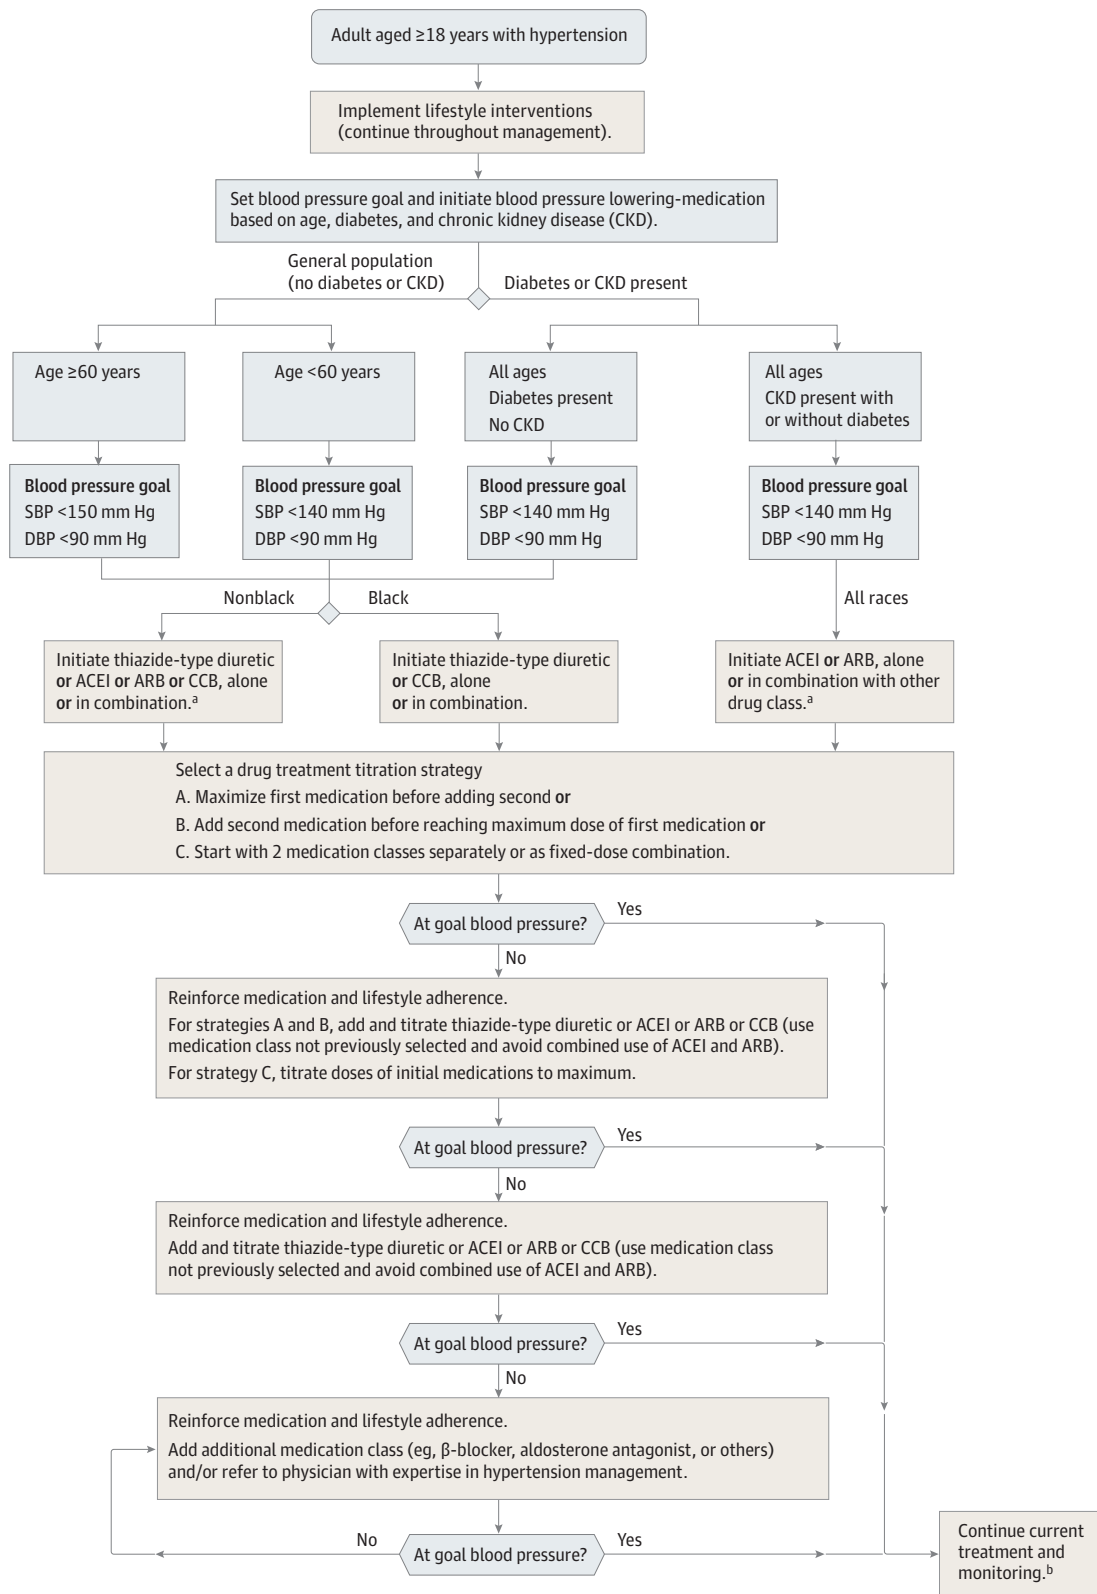 Adult aged ≥18 years with hypertension
Implement lifestyle interventions
(continue throughout management).
Set blood pressure goal and initiate blood pressure lowering-medication
based on age, diabetes, and chronic kidney disease (CKD).
General population
(no diabetes or CKD)
Diabetes or CKD present
Age ≥60 years
Age <60 years
All ages
Diabetes present
No CKD
All ages
CKD present with
or without diabetes
Blood pressure goal
SBP <150 mm Hg
DBP <90 mm Hg
Blood pressure goal
SBP <140 mm Hg
DBP <90 mm Hg
Blood pressure goal
SBP <140 mm Hg
DBP <90 mm Hg
Blood pressure goal
SBP <140 mm Hg
DBP <90 mm Hg
Nonblack
Black
All races
Initiate thiazide-type diuretic
or ACEI or ARB or CCB, alone
or in combination.a
Initiate thiazide-type diuretic
or CCB, alone
or in combination.
Initiate ACEI or ARB, alone
or in combination with other
drug class.a
Select a drug treatment titration strategy
A. Maximize first medication before adding second or
B. Add second medication before reaching maximum dose of first medication or
C. Start with 2 medication classes separately or as fixed-dose combination.
At goal blood pressure?
Yes
No
Reinforce medication and lifestyle adherence.
For strategies A and B, add and titrate thiazide-type diuretic or ACEI or ARB or CCB (use
medication class not previously selected and avoid combined use of ACEI and ARB).
For strategy C, titrate doses of initial medications to maximum.
At goal blood pressure?
Yes
No
Reinforce medication and lifestyle adherence.
Add and titrate thiazide-type diuretic or ACEI or ARB or CCB (use medication class
not previously selected and avoid combined use of ACEI and ARB).
At goal blood pressure?
Yes
No
Reinforce medication and lifestyle adherence.
Add additional medication class (eg, β-blocker, aldosterone antagonist, or others)
and/or refer to physician with expertise in hypertension management.
No
At goal blood pressure?
Yes
Continue current
treatment and
monitoring.b